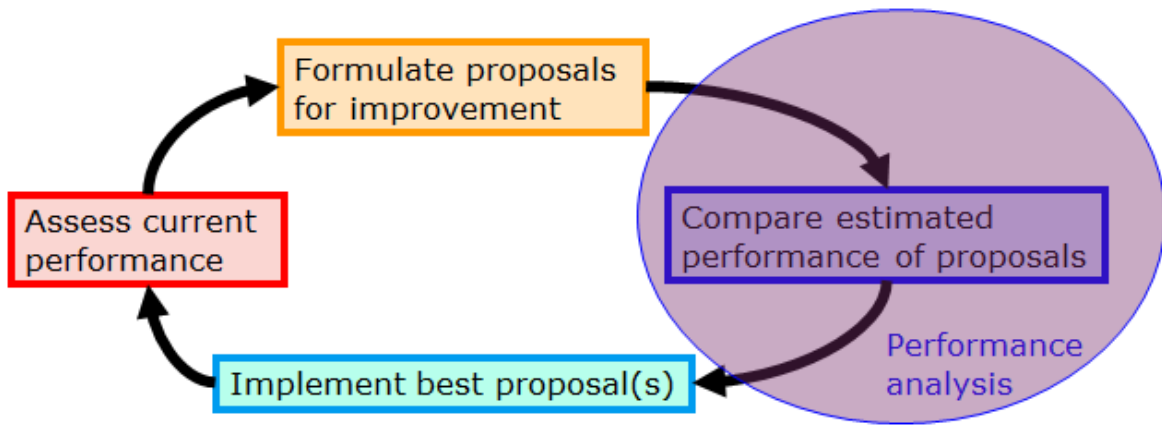 Formulate proposals
for improvement
Assess current
performance
Compare estimated
performance of proposals
Performance
analysis
Implement best proposal(s)